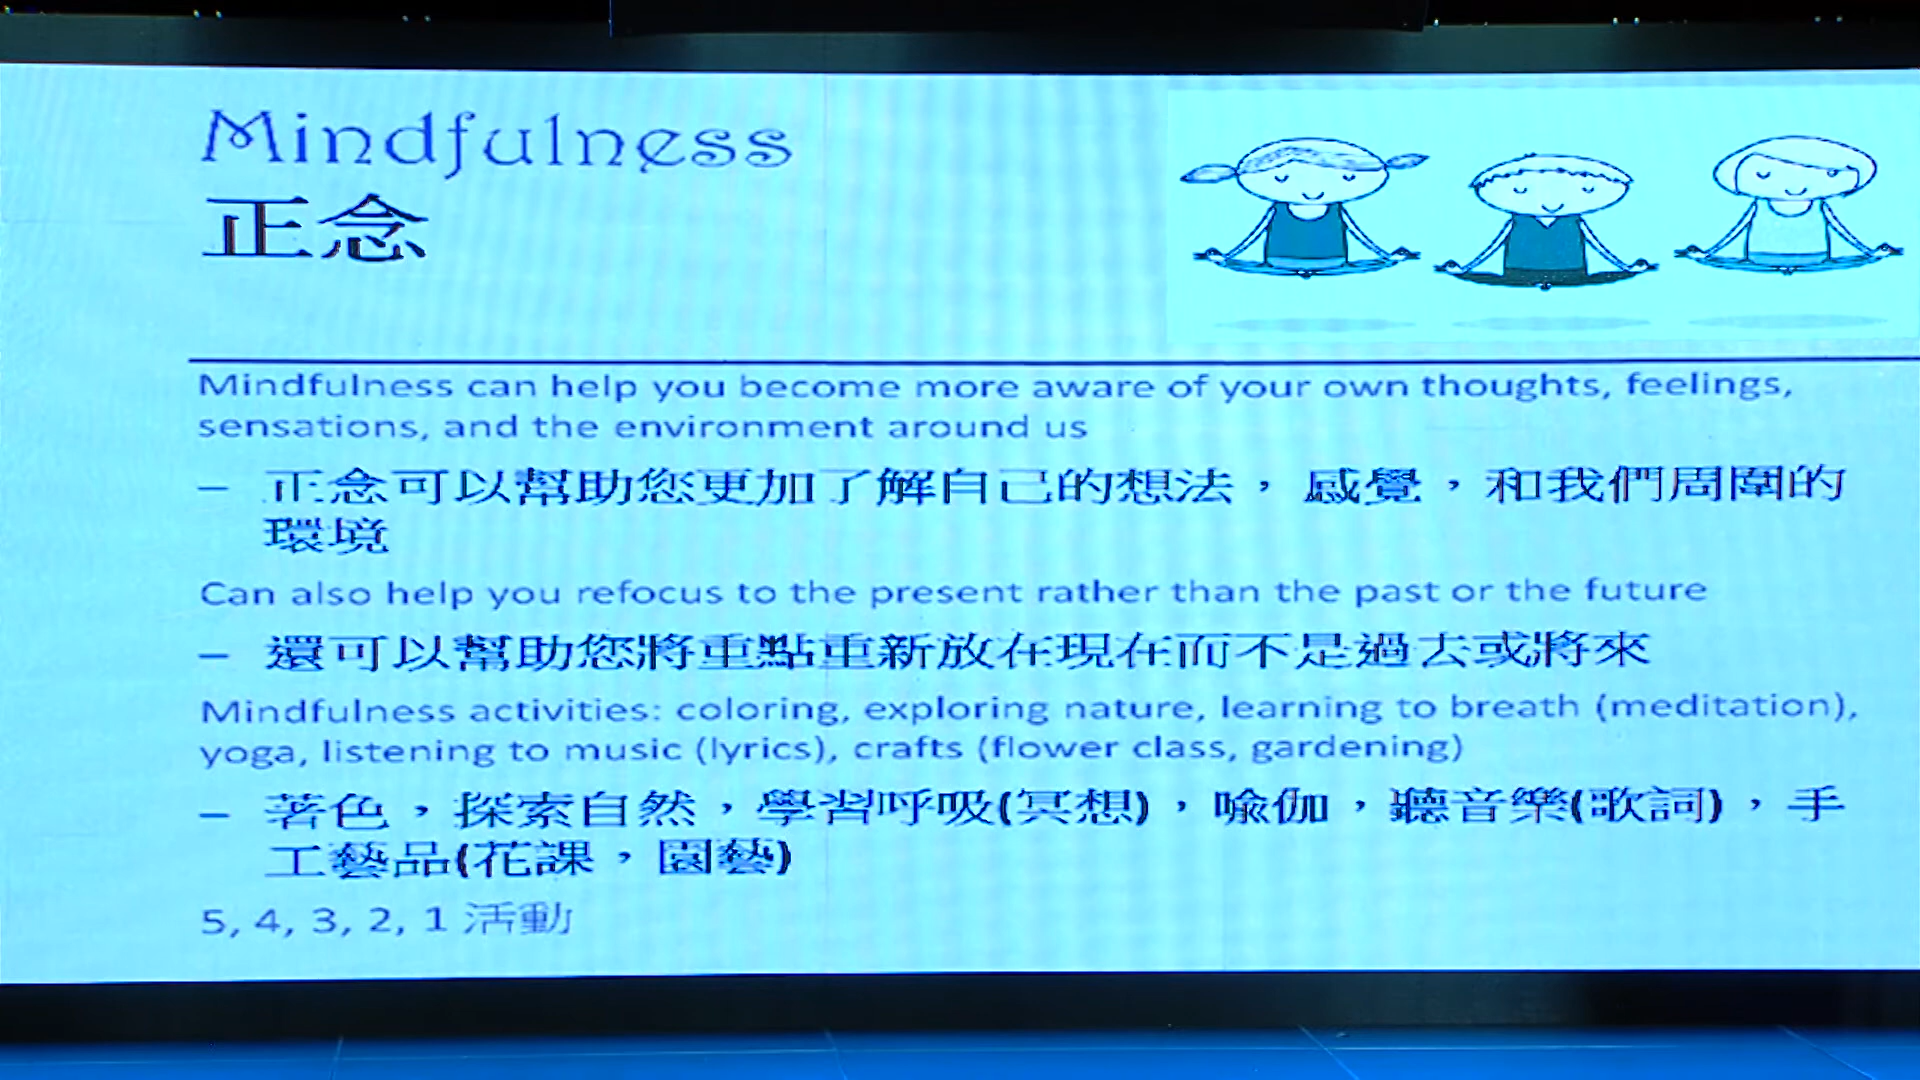 Mindfulness
正念
Mindfulness can help you become more aware of your own thoughts, feelings,
sensations, and the environment around us
– 正念可以幫助您更加了解自己的想法，感覺，和我們周圍的
環境
Can also help you refocus to the present rather than the past or the future
– 還可以幫助您將重點重新放在現在而不是過去或將來
Mindfulness activities: coloring, exploring nature, learning to breath (meditation),
yoga, listening to music (lyrics), crafts (flower class, gardening)
– 著色，探索自然，學習呼吸(冥想)，喻伽，聽音樂(歌詞)，手
工藝品(花課，園藝)
5, 4, 3, 2, 1 活動